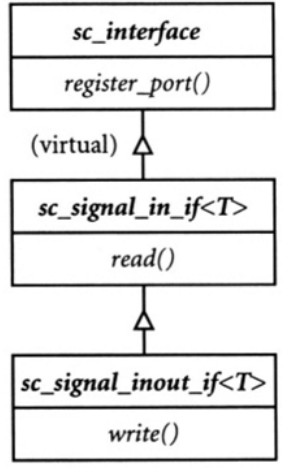 sc_interface
register_port()
(virtual)
sc_signal_in_if<T>
read()
sc_signal_inout_if<T>
write()